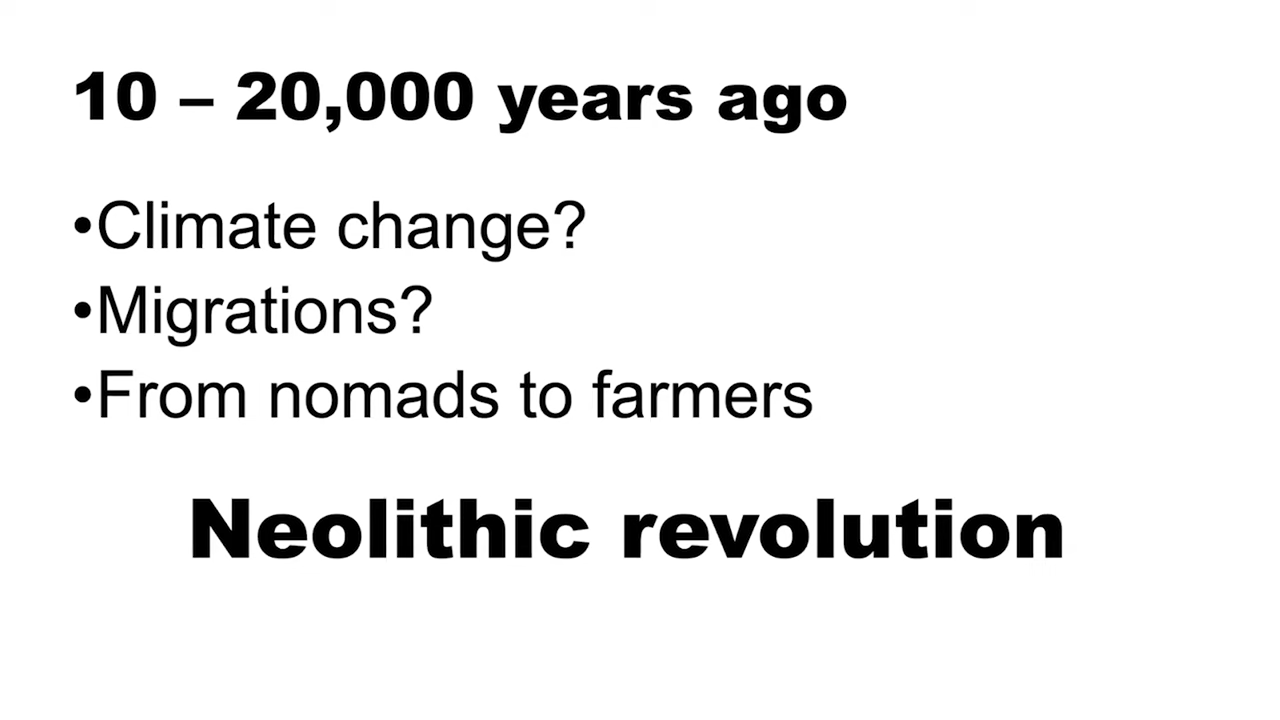 10 – 20,000 years ago
•Climate change?
•Migrations?
•From nomads to farmers
Neolithic revolution